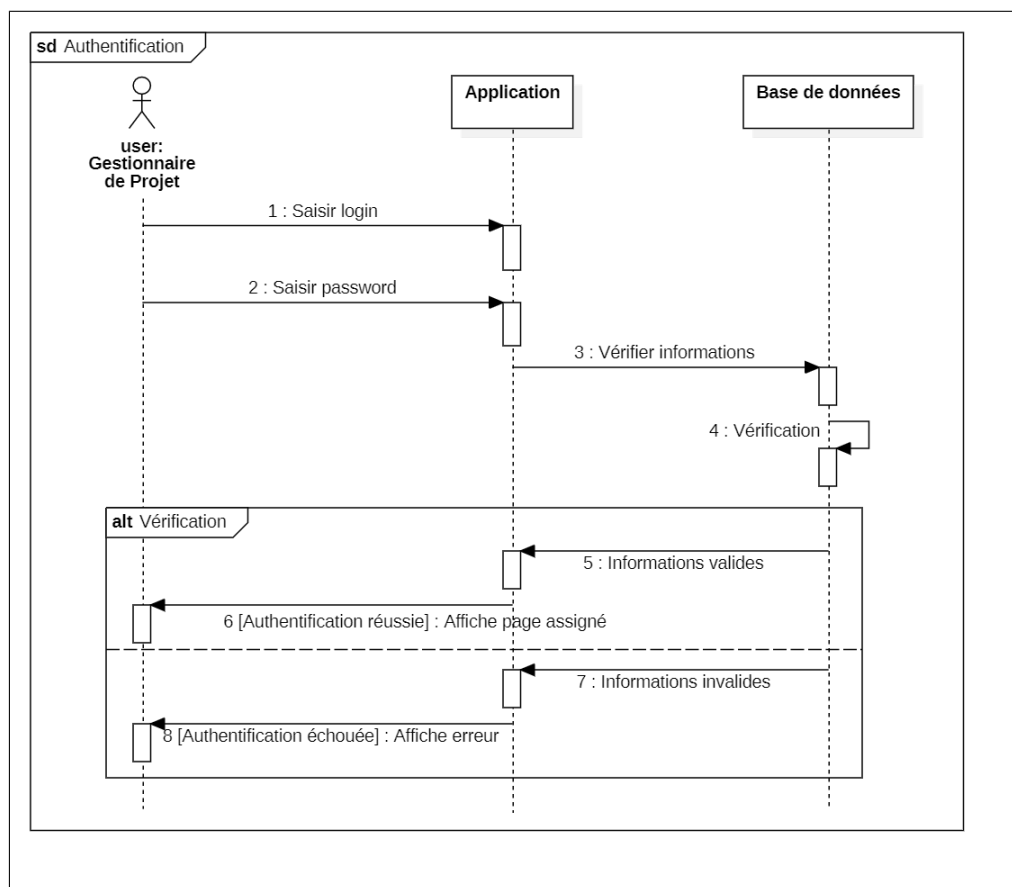 sd Authentification
Application
Base de données
user:
Gestionnaire
de Projet
1 : Saisir login
2 : Saisir password
3 : Vérifier informations
4 : Vérification
alt Vérification
5 : Informations valides
6 [Authentification réussie] : Affiche page assigné
7 : Informations invalides
8 [Authentification échouée] : Affiche erreur